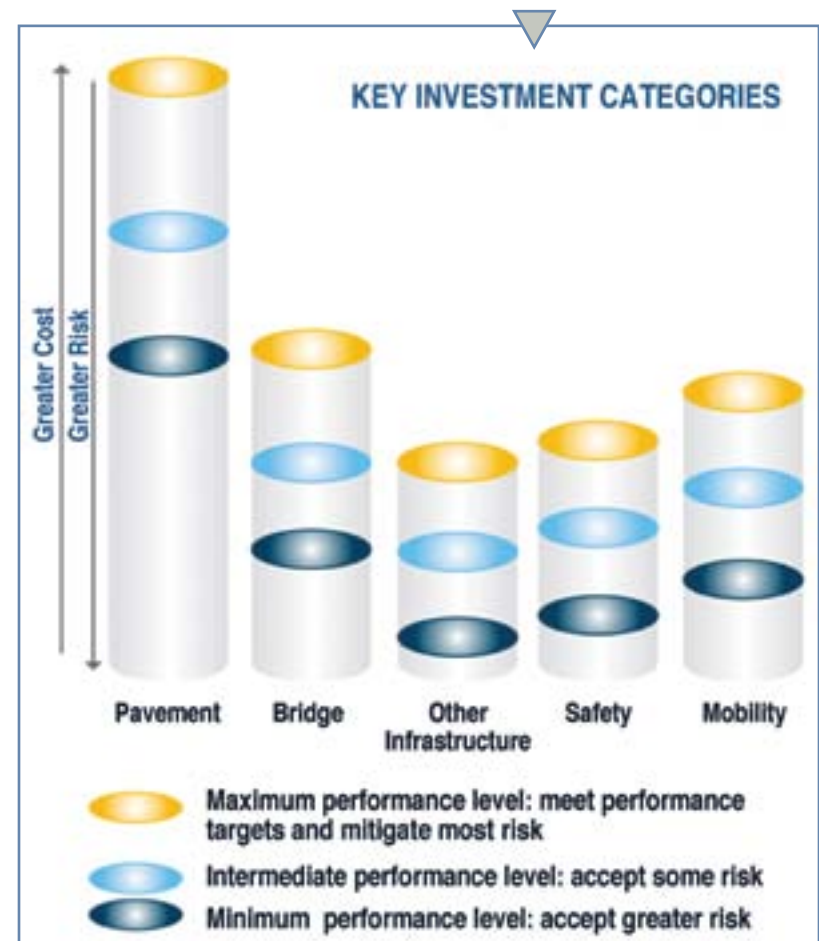 KEY INVESTMENT CATEGORIES
Greater Cost
Greater Risk
Pavement
Bridge
Other
Infrastructure
Safety
Mobility
Maximum performance level: meet performance
targets and mitigate most risk
Intermediate performance level: accept some risk
Minimum performance level: accept greater risk